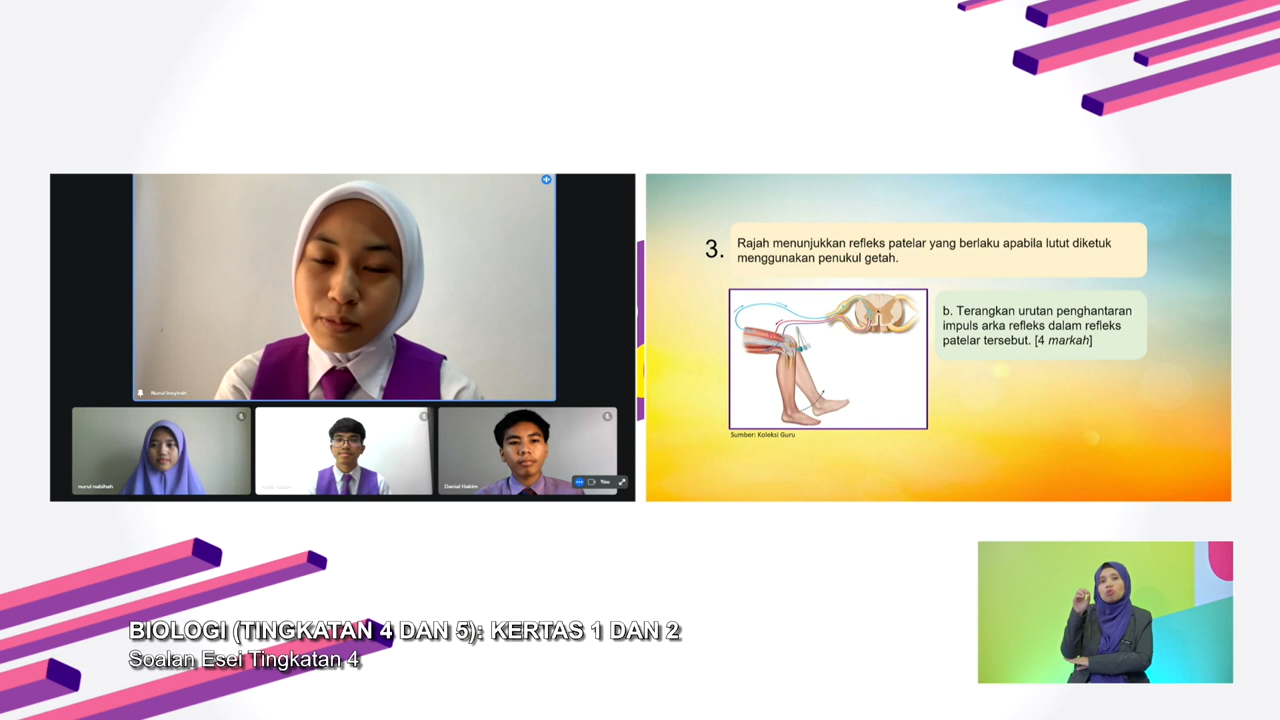 Nurul Insyirah
nurul nabihah
Danial Hakim
You
3.
Rajah menunjukkan refleks patelar yang berlaku apabila lutut diketuk
menggunakan penukul getah.
b. Terangkan urutan penghantaran
impuls arka refleks dalam refleks
patelar tersebut. [4 markah]
Sumber: Koleksi Guru
BIOLOGI (TINGKATAN 4 DAN 5): KERTAS 1 DAN 2
Soalan Esei Tingkatan 4